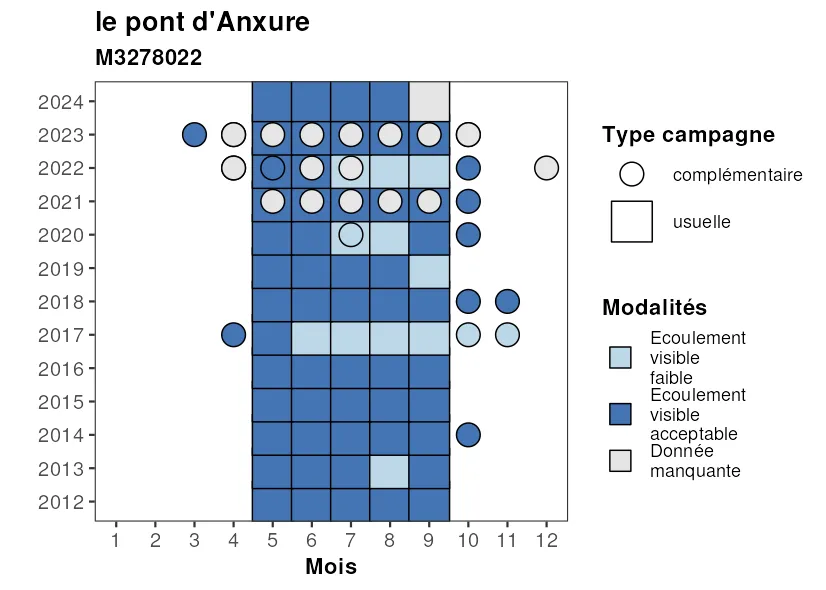 le pont d'Anxure
M3278022
2024
2023
2022
2021
2020
2019
2018
2017
2016
2015
2014
2013
2012
1 2 3 4 5 6 7 8 9 10 11 12
Mois
Type campagne
complémentaire
usuelle
Modalités
Ecoulement
visible
faible
Ecoulement
visible
acceptable
Donnée
manquante